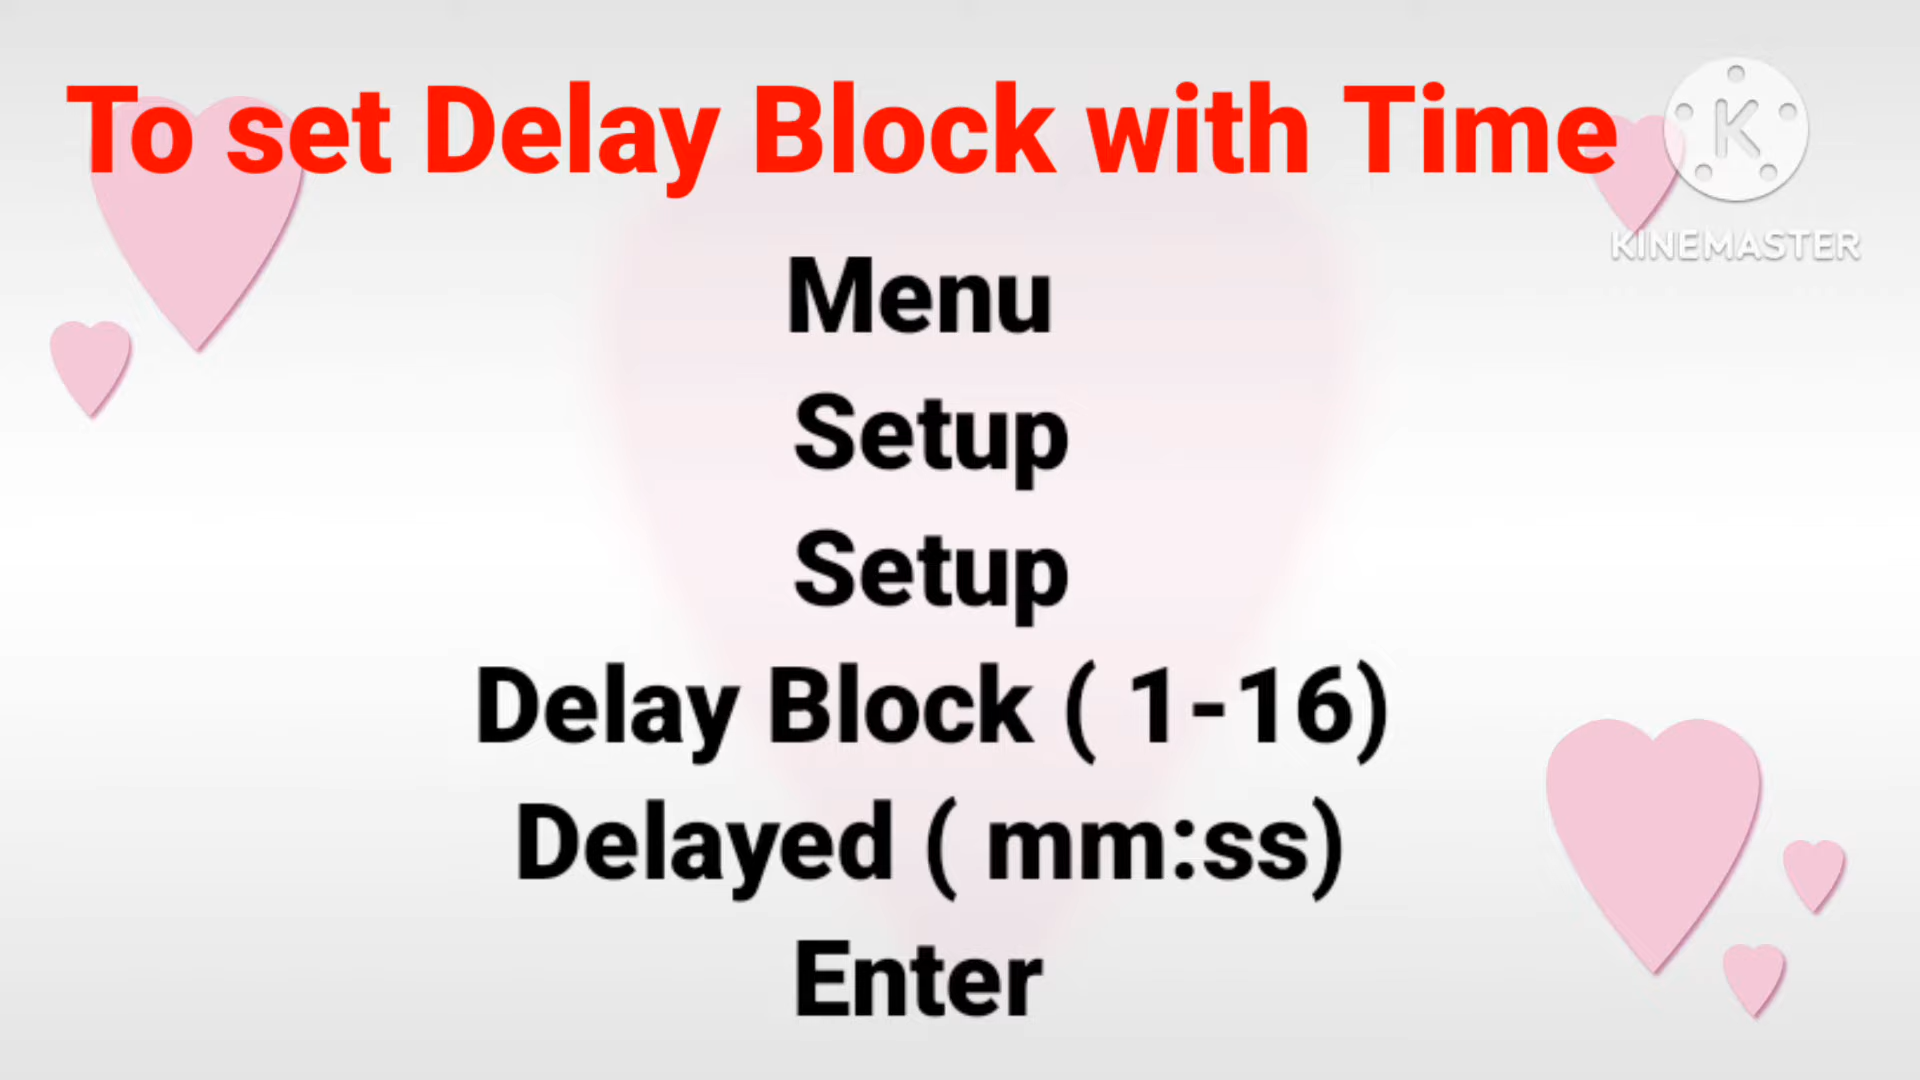 To set Delay Block with Time
K
KINEMASTER
Menu
Setup
Setup
Delay Block ( 1-16)
Delayed ( mm:ss)
Enter